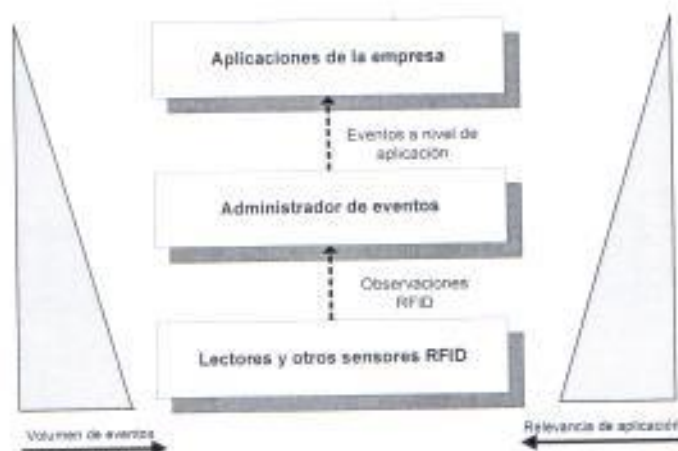 Aplicaciones de la empresa
Eventos a nivel de
aplicación
Administrador de eventos
Observaciones
RFID
Lectores y otros sensores RFID
Volumen de eventos
Relevancia de aplicación